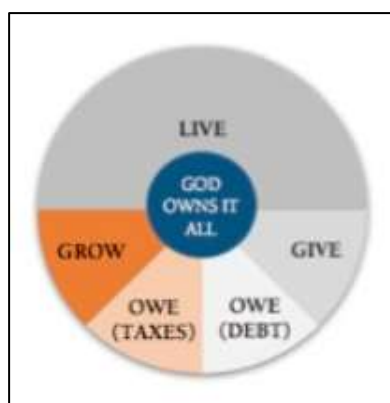 LIVE
GOD
OWNS IT
ALL
GROW
GIVE
OWE
(TAXES)
OWE
(DEBT)